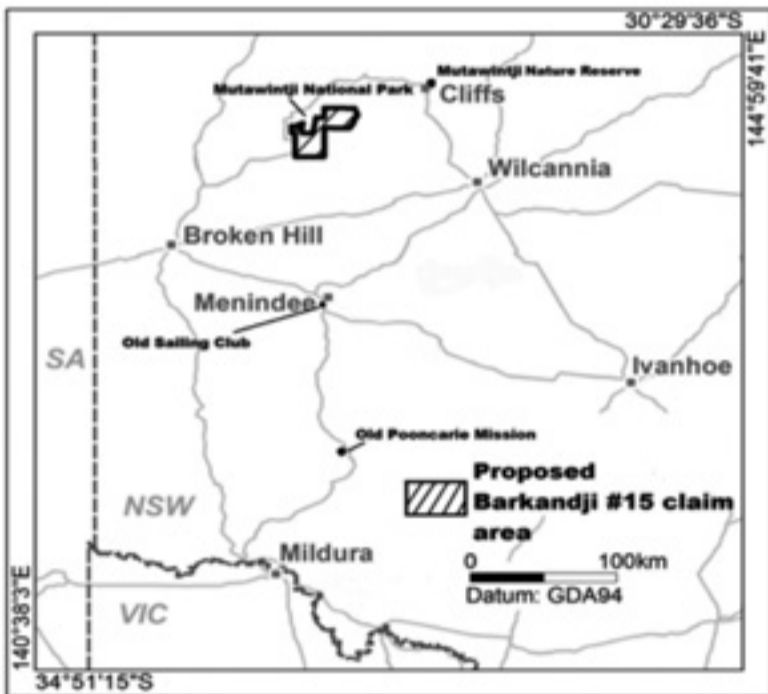 30°29'36"S
144°59'41"E
Mutawintji Nature Reserve
Mutawintji National Park
Cliffs
Wilcannia
Broken Hill
Menindee
Old Sailing Club
SA
Ivanhoe
Old Pooncarie Mission
Proposed
Barkandji #15 claim
area
NSW
Mildura
0 100km
Datum: GDA94
VIC
140°38'3"E
34°51'15"S